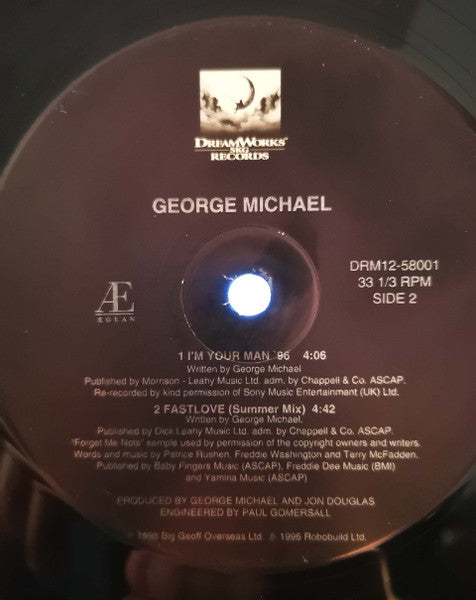 DREAMWORKS
SKG
RECORDS
GEORGE MICHAEL
DRM12-58001
33 1/3 RPM
SIDE 2
Æ
ÆGEAN
1 I'M YOUR MAN '96 4:06
Written by George Michael
Published by Morrison - Leahy Music Ltd. adm. by Chappell & Co. ASCAP.
Re-recorded by kind permission of Sony Music Entertainment (UK) Ltd.
2 FASTLOVE (Summer Mix) 4:42
Written by George Michael.
Published by Dick Leahy Music Ltd. adm. by Chappell & Co. ASCAP.
"Forget Me Nots" sample used by permission of the copyright owners and writers.
Words and music by Patrice Rushen, Freddie Washington and Terry McFadden.
Published by Baby Fingers Music (ASCAP), Freddie Dee Music (BMI)
and Yamina Music (ASCAP)
PRODUCED BY GEORGE MICHAEL AND JON DOUGLAS
ENGINEERED BY PAUL GOMERSALL
℗ 1996 Big Geoff Overseas Ltd. © 1996 Robobuild Ltd.